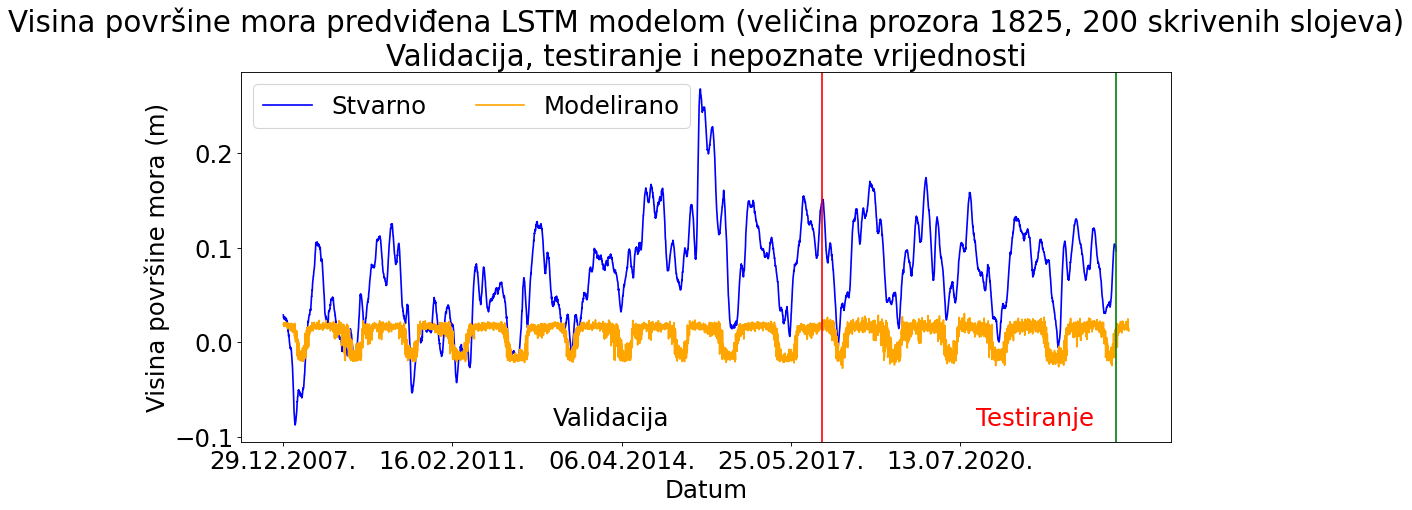 Visina površine mora predviđena LSTM modelom (veličina prozora 1825, 200 skrivenih slojeva)
Validacija, testiranje i nepoznate vrijednosti
Stvarno
Modelirano
Visina površine mora (m)
0.2
0.1
0.0
−0.1
Validacija
Testiranje
29.12.2007.
16.02.2011.
06.04.2014.
25.05.2017.
13.07.2020.
Datum